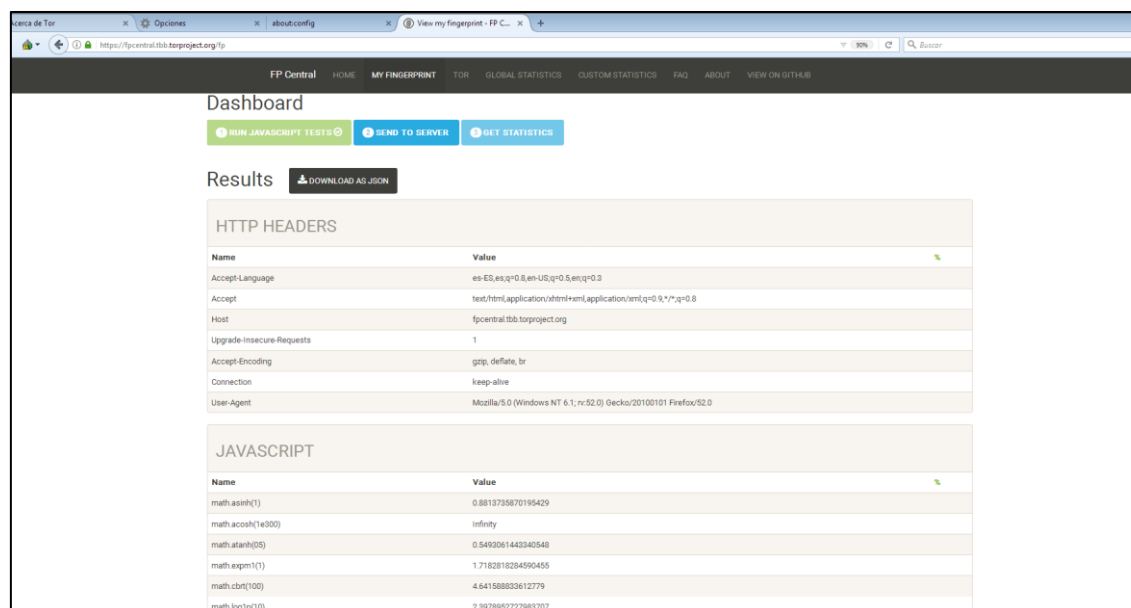 Acerca de Tor × Opciones × about:config × View my fingerprint - FP C... × +
https://fpcentral.tbb.torproject.org/fp 90% Buscar
FP Central HOME MY FINGERPRINT TOR GLOBAL STATISTICS CUSTOM STATISTICS FAQ ABOUT VIEW ON GITHUB
Dashboard
1 RUN JAVASCRIPT TESTS 2 SEND TO SERVER 3 GET STATISTICS
Results DOWNLOAD AS JSON
HTTP HEADERS
Name Value %
Accept-Language es-ES,es;q=0.8,en-US;q=0.5,en;q=0.3
Accept text/html,application/xhtml+xml,application/xml;q=0.9,*/*;q=0.8
Host fpcentral.tbb.torproject.org
Upgrade-Insecure-Requests 1
Accept-Encoding gzip, deflate, br
Connection keep-alive
User-Agent Mozilla/5.0 (Windows NT 6.1; rv:52.0) Gecko/20100101 Firefox/52.0
JAVASCRIPT
Name Value %
math.asinh(1) 0.8813735870195429
math.acosh(1e300) Infinity
math.atanh(05) 0.5493061443340548
math.expm1(1) 1.7182818284590455
math.cbrt(100) 4.641588833612779
math.log1p(10) 2.3978952727983707